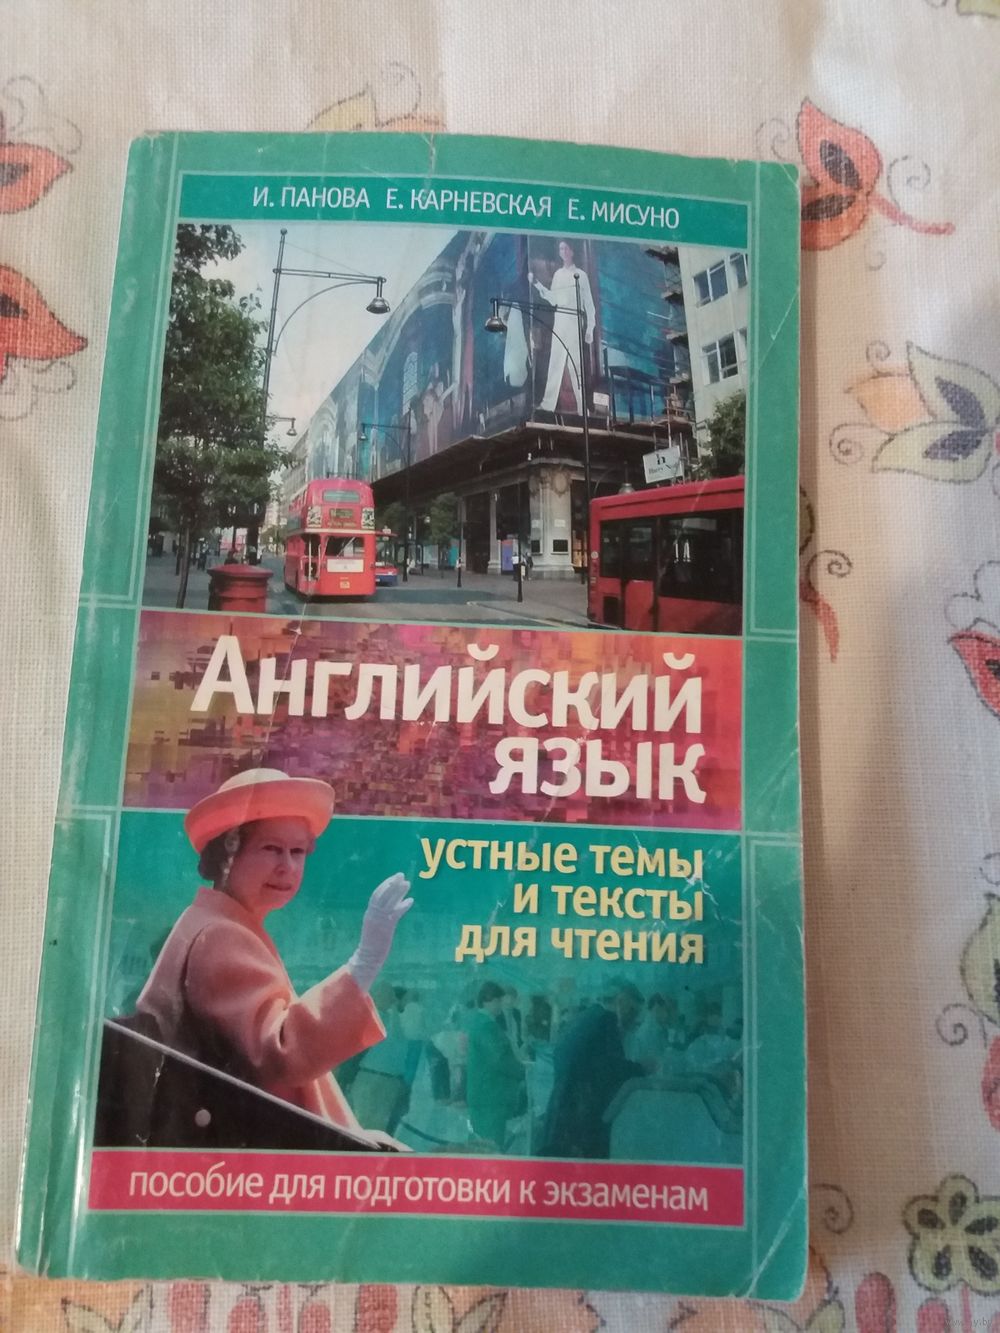 И. ПАНОВА Е. КАРНЕВСКАЯ Е. МИСУНО
Английский
язык
устные темы
и тексты
для чтения
пособие для подготовки к экзаменам